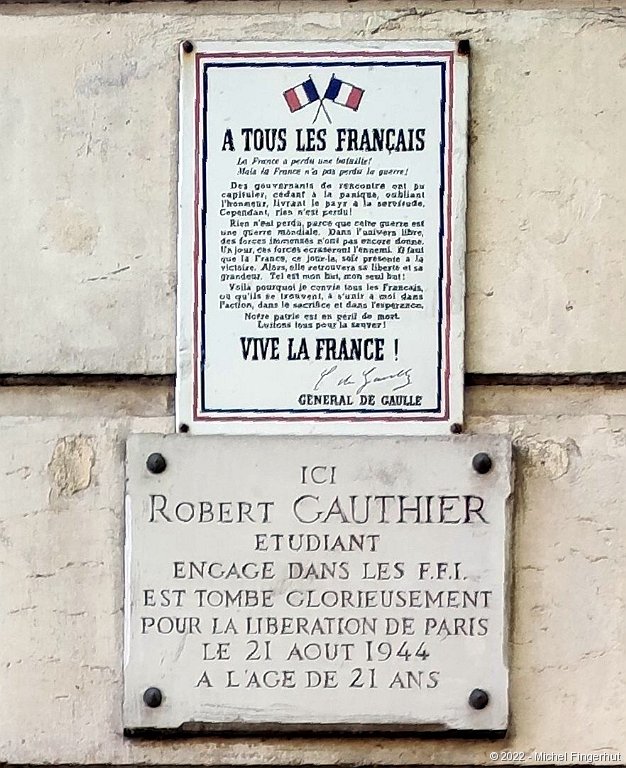 A TOUS LES FRANÇAIS
La France a perdu une bataille!
Mais la France n'a pas perdu la guerre!
Des gouvernants de rencontre ont pu
capituler, cédant à la panique, oubliant
l'honneur, livrant le pays à la servitude.
Cependant, rien n'est perdu!
Rien n'est perdu, parce que cette guerre est
une guerre mondiale. Dans l'univers libre,
des forces immenses n'ont pas encore donné.
Un jour, ces forces écraseront l'ennemi. Il faut
que la France, ce jour-là, soit présente à la
victoire. Alors, elle retrouvera sa liberté et sa
grandeur. Tel est mon but, mon seul but!
Voilà pourquoi je convie tous les Français,
où qu'ils se trouvent, à s'unir à moi dans
l'action, dans le sacrifice et dans l'espérance.
Notre patrie est en péril de mort.
Luttons tous pour la sauver!
VIVE LA FRANCE !
C. de Gaulle
GÉNÉRAL DE GAULLE
ICI
ROBERT GAUTHIER
ETUDIANT
ENGAGE DANS LES F.F.I.
EST TOMBE GLORIEUSEMENT
POUR LA LIBERATION DE PARIS
LE 21 AOUT 1944
A L'AGE DE 21 ANS
© 2022 - Michel Fingerhut